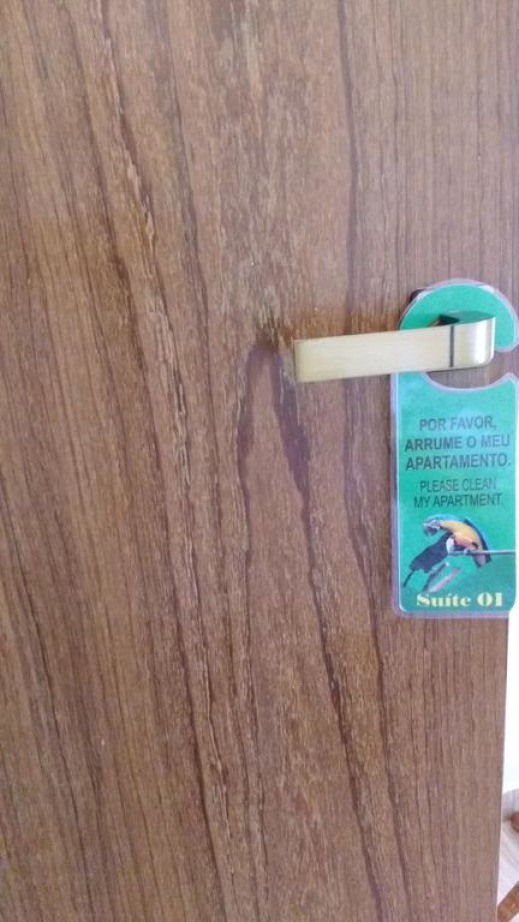 POR FAVOR,
ARRUME O MEU
APARTAMENTO.
PLEASE CLEAN
MY APARTMENT.
Suíte 01